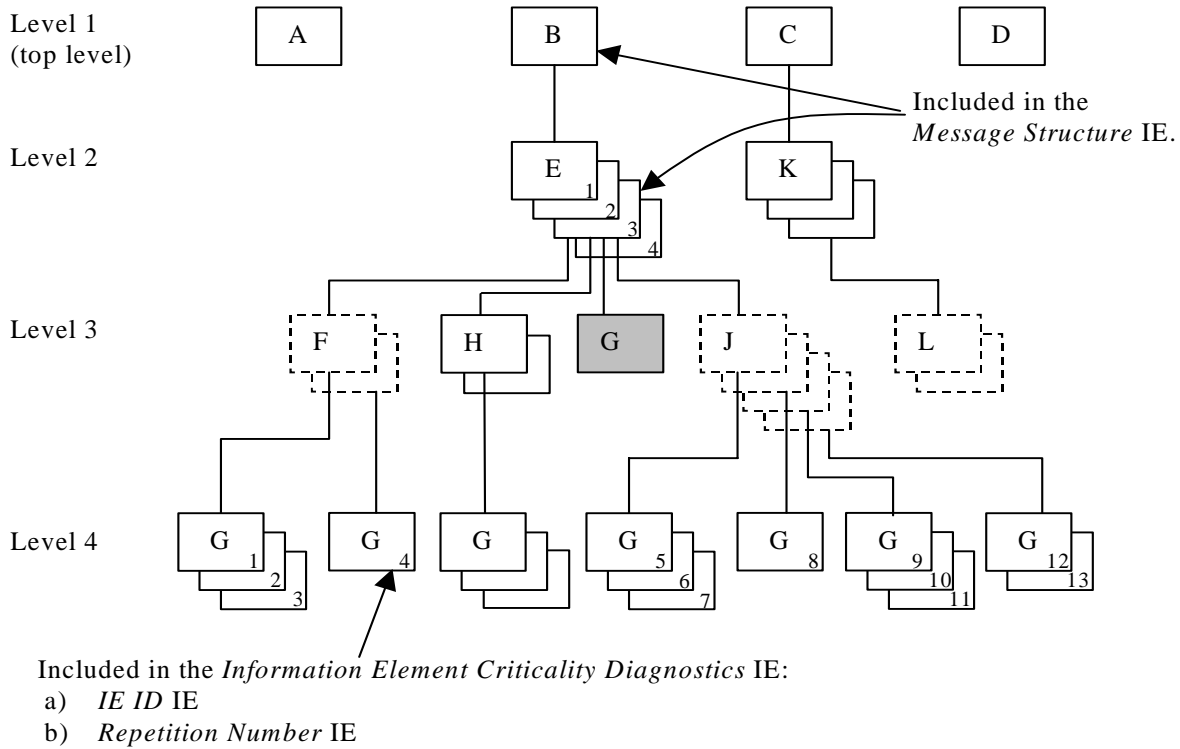 Level 1
(top level)
A
B
C
D
Included in the
Message Structure IE.
Level 2
E
1
2
3
4
K
Level 3
F
H
G
J
L
Level 4
G
1
2
3
G
4
G
G
5
6
7
G
8
G
9
10
11
G
12
13
Included in the Information Element Criticality Diagnostics IE:
a) IE ID IE
b) Repetition Number IE